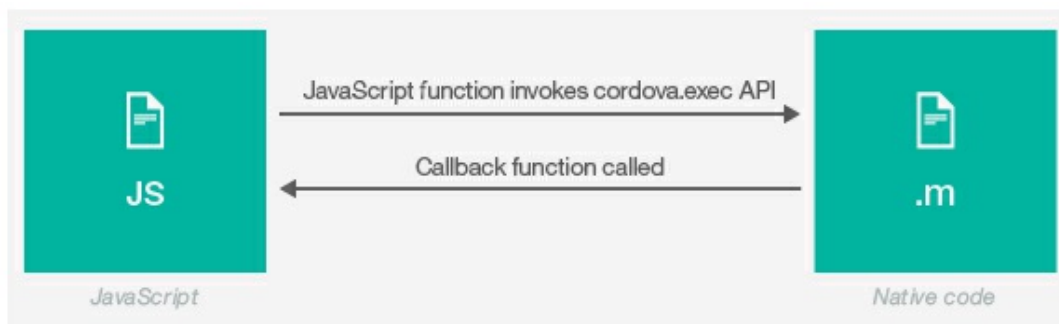 JavaScript function invokes cordova.exec API
Callback function called
JS
.m
JavaScript
Native code